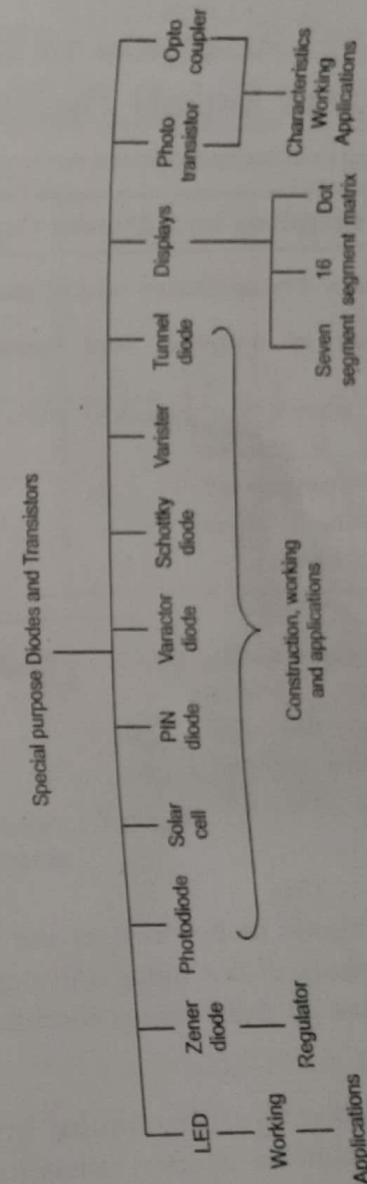 Special purpose Diodes and Transistors
LED
Working
Applications
Zener
diode
Regulator
Photodiode
Solar
cell
PIN
diode
Varactor
diode
Schottky
diode
Varister
Tunnel
diode
Construction, working
and applications
Displays
Seven
segment
16
segment
Dot
matrix
Photo
transistor
Opto
coupler
Characteristics
Working
Applications